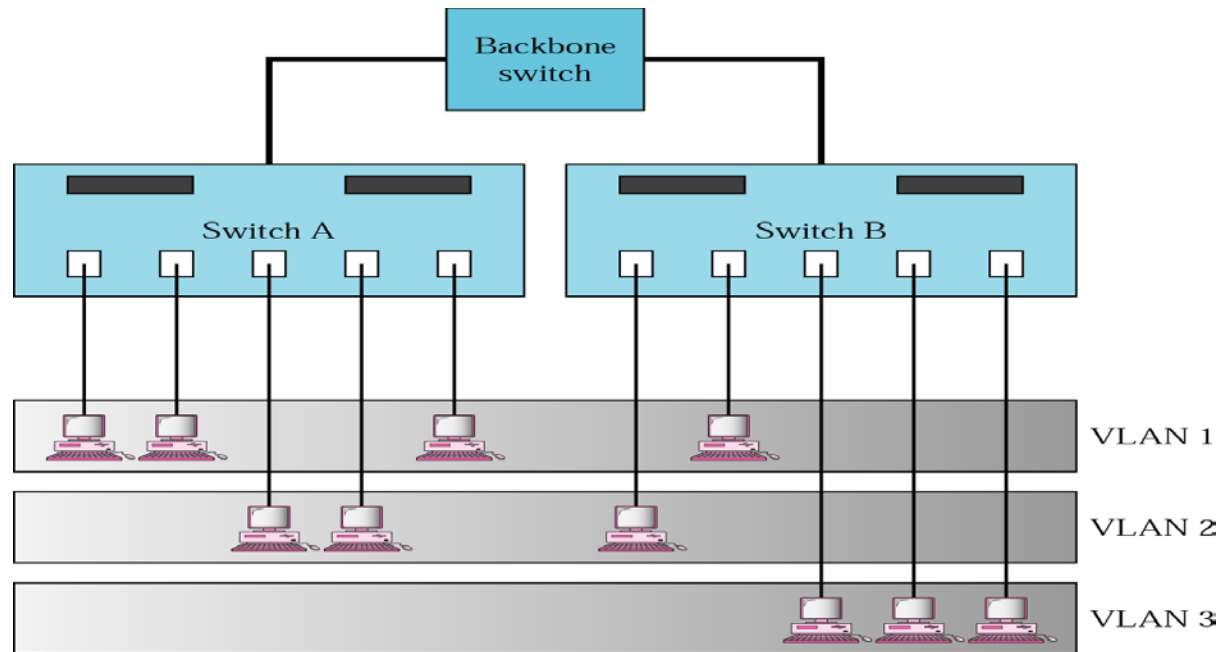 Backbone
switch
Switch A
Switch B
VLAN 1
VLAN 2
VLAN 3